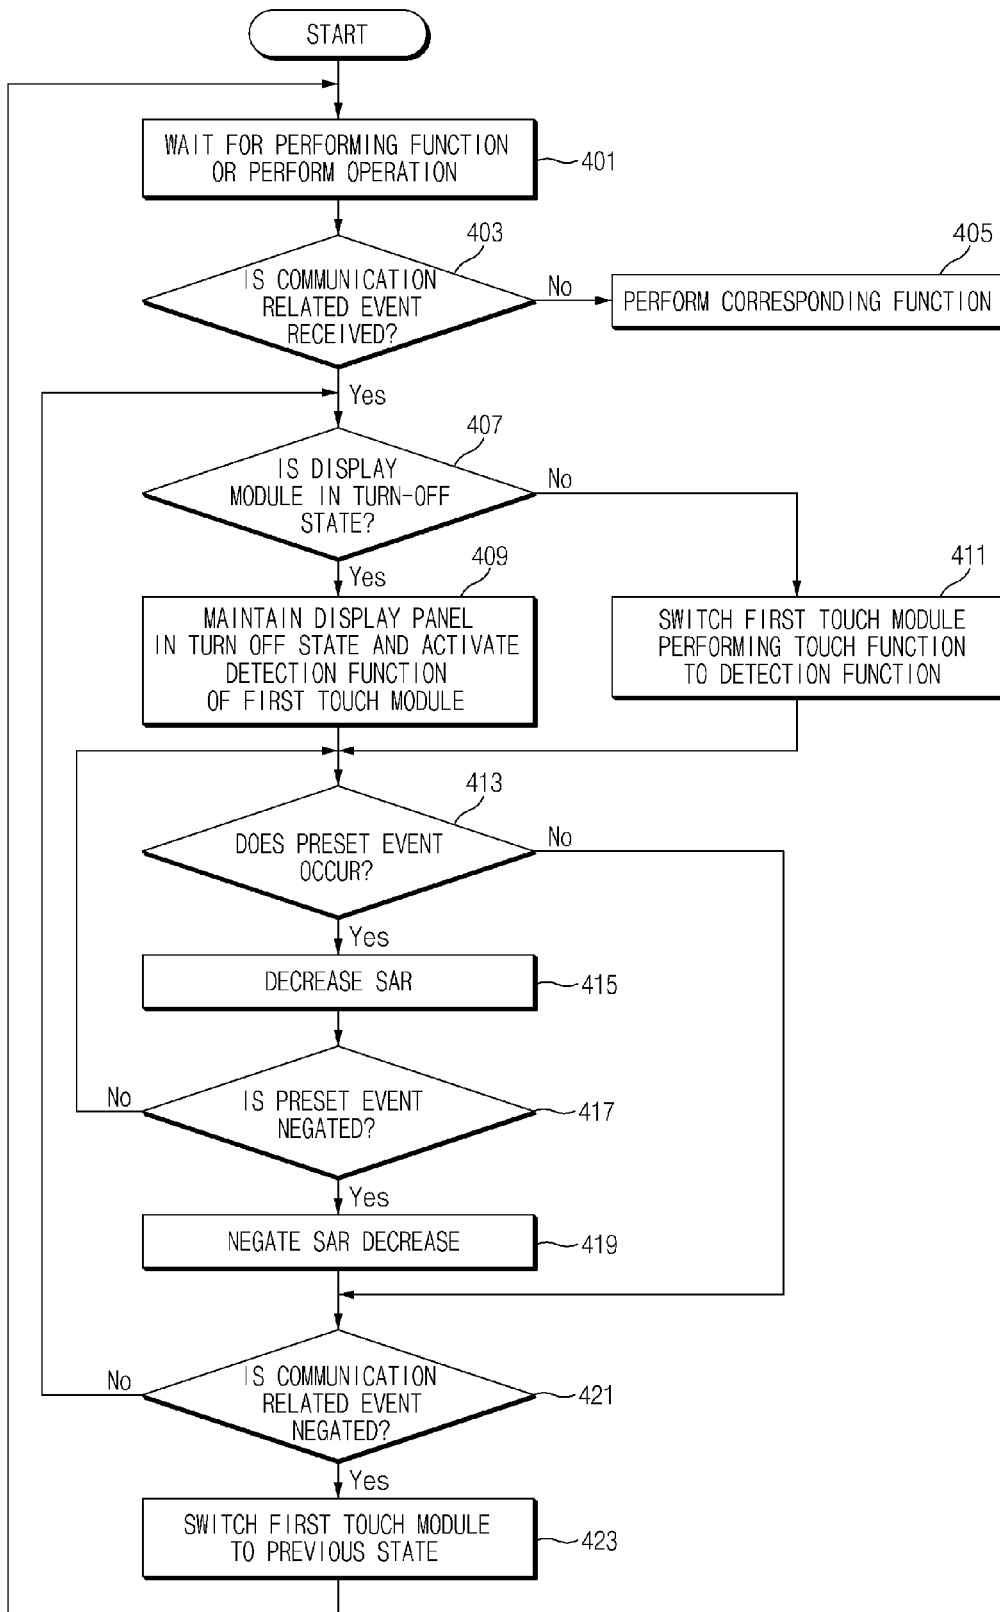 START
WAIT FOR PERFORMING FUNCTION
OR PERFORM OPERATION
401
403
IS COMMUNICATION
RELATED EVENT
RECEIVED?
No
405
PERFORM CORRESPONDING FUNCTION
Yes
407
IS DISPLAY
MODULE IN TURN-OFF
STATE?
No
Yes
409
MAINTAIN DISPLAY PANEL
IN TURN OFF STATE AND ACTIVATE
DETECTION FUNCTION
OF FIRST TOUCH MODULE
411
SWITCH FIRST TOUCH MODULE
PERFORMING TOUCH FUNCTION
TO DETECTION FUNCTION
413
DOES PRESET EVENT
OCCUR?
No
Yes
DECREASE SAR
415
No
IS PRESET EVENT
NEGATED?
417
Yes
NEGATE SAR DECREASE
419
No
IS COMMUNICATION
RELATED EVENT
NEGATED?
421
Yes
SWITCH FIRST TOUCH MODULE
TO PREVIOUS STATE
423